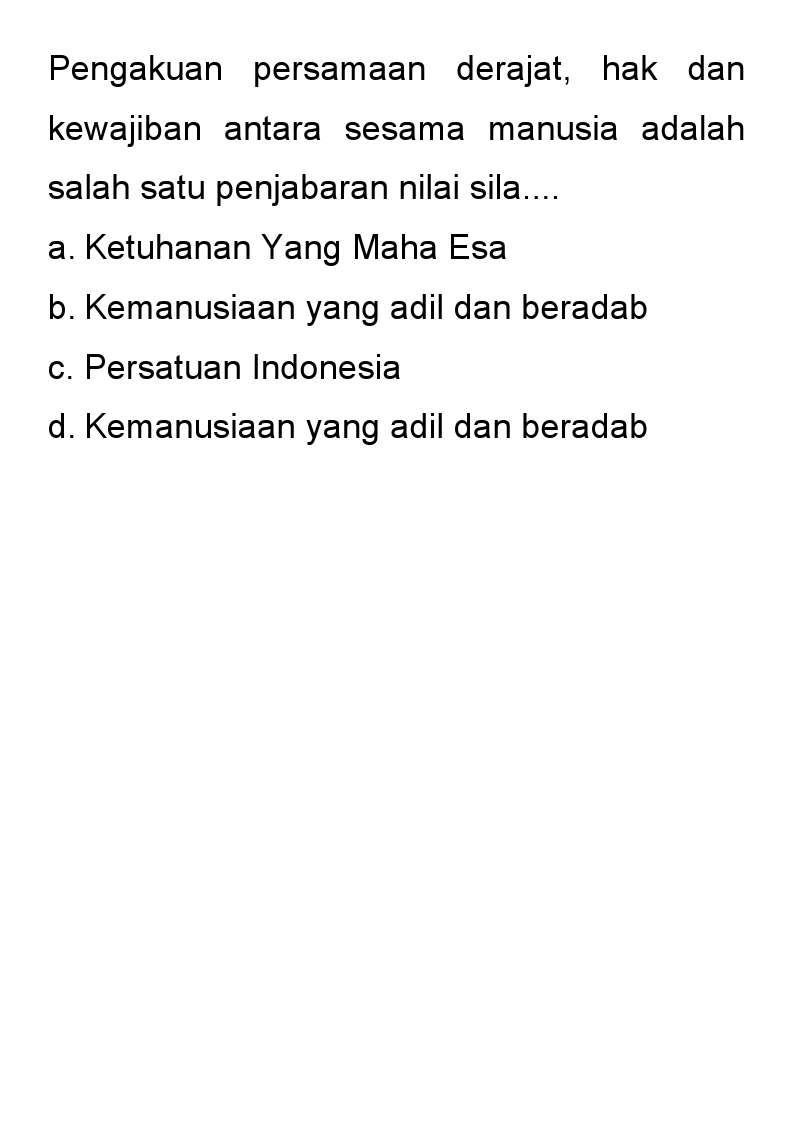 Pengakuan persamaan derajat, hak dan
kewajiban antara sesama manusia adalah
salah satu penjabaran nilai sila....
a. Ketuhanan Yang Maha Esa
b. Kemanusiaan yang adil dan beradab
c. Persatuan Indonesia
d. Kemanusiaan yang adil dan beradab